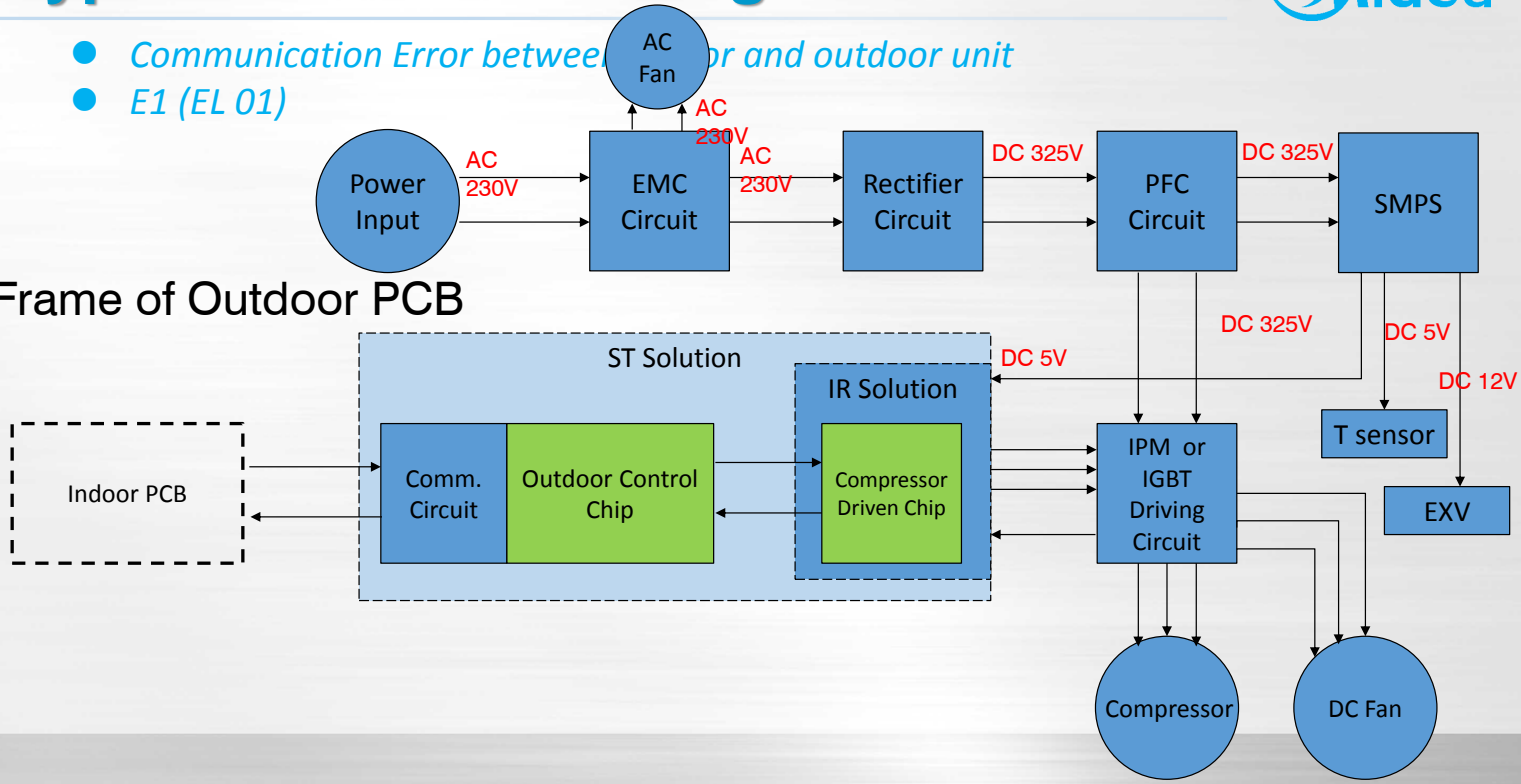 Communication Error between
or and outdoor unit
E1 (EL 01)
AC
Fan
AC
230V
AC
230V
AC
230V
DC 325V
DC 325V
Power
Input
EMC
Circuit
Rectifier
Circuit
PFC
Circuit
SMPS
Frame of Outdoor PCB
DC 325V
DC 5V
DC 12V
ST Solution
DC 5V
IR Solution
Indoor PCB
Comm.
Circuit
Outdoor Control
Chip
Compressor
Driven Chip
IPM or
IGBT
Driving
Circuit
T sensor
EXV
Compressor
DC Fan